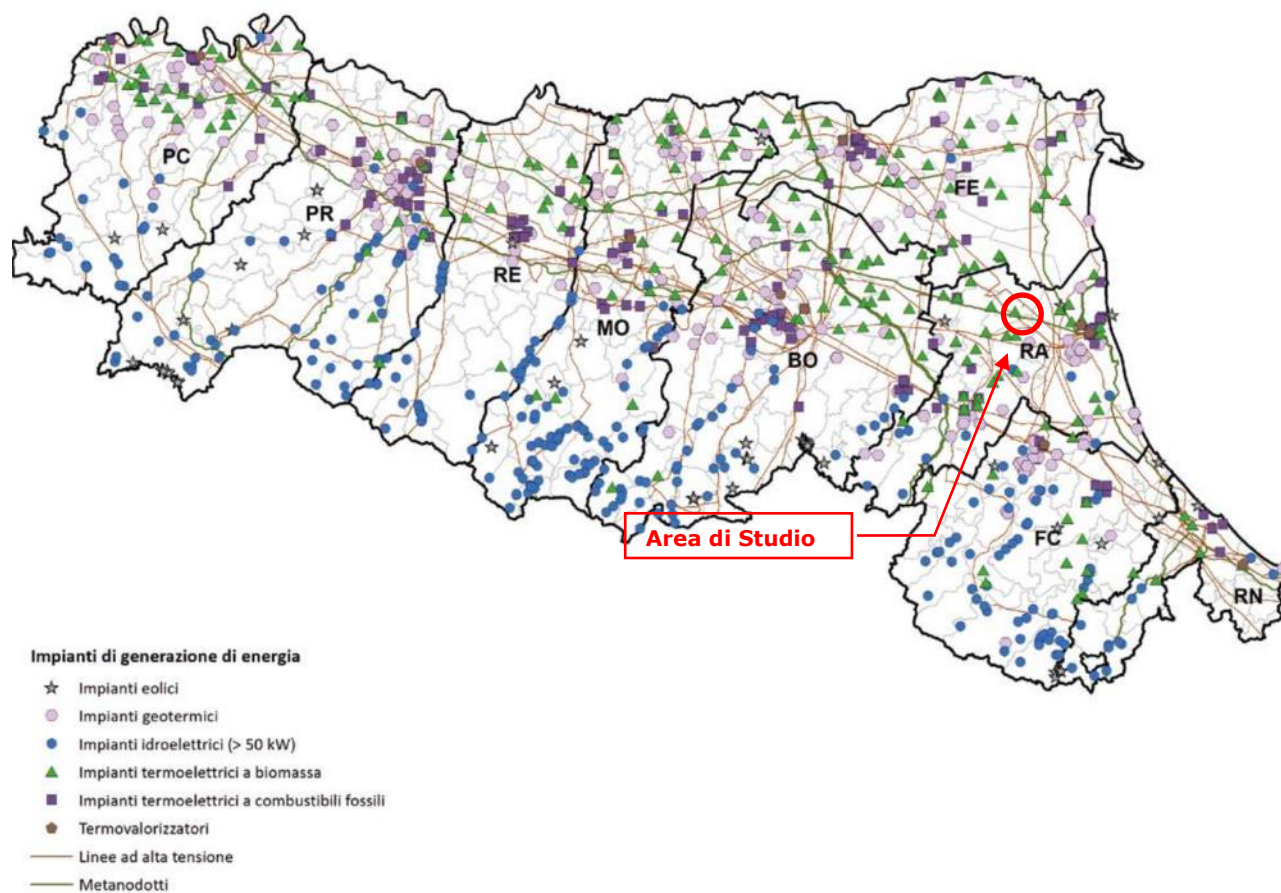 PC
PR
RE
MO
BO
FE
RA
Area di Studio
FC
RN
Impianti di generazione di energia
Impianti eolici
Impianti geotermici
Impianti idroelettrici (> 50 kW)
Impianti termoelettrici a biomassa
Impianti termoelettrici a combustibili fossili
Termovalorizzatori
Linee ad alta tensione
Metanodotti